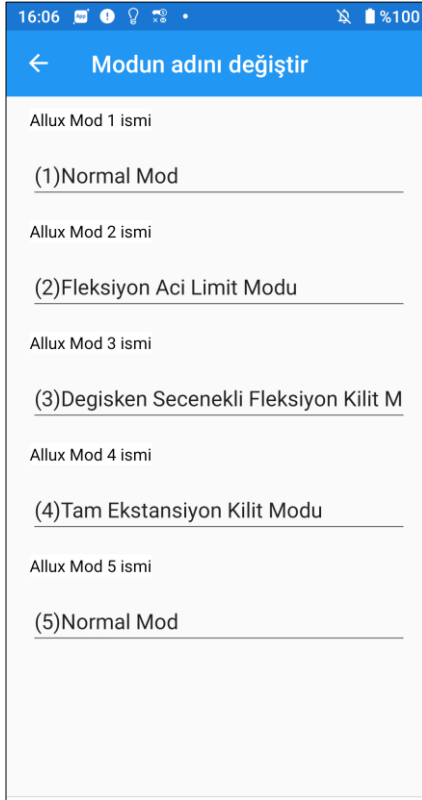 16:06 %100
Modun adını değiştir
Allux Mod 1 ismi
(1)Normal Mod
Allux Mod 2 ismi
(2)Fleksiyon Aci Limit Modu
Allux Mod 3 ismi
(3)Degisken Secenekli Fleksiyon Kilit M
Allux Mod 4 ismi
(4)Tam Ekstansiyon Kilit Modu
Allux Mod 5 ismi
(5)Normal Mod